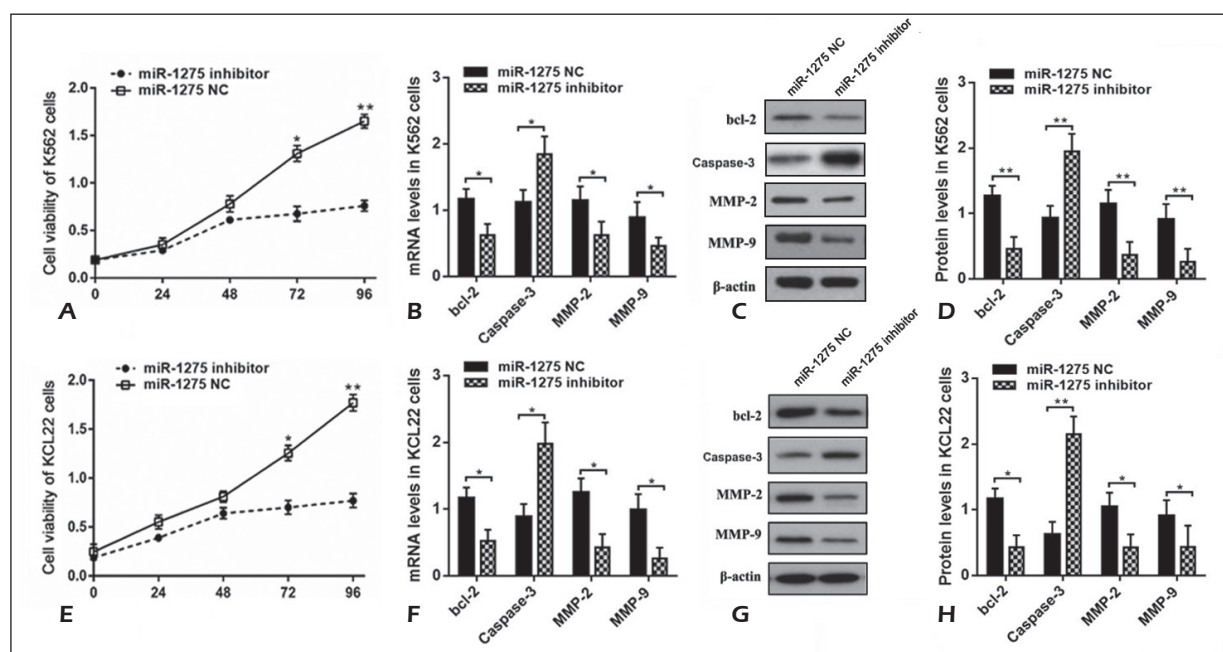 miR-1275 inhibitor
miR-1275 NC
Cell viability of K562 cells
2.0
**
*
1.5
1.0
0.5
0.0
0 24 48 72 96
A
miR-1275 NC
miR-1275 inhibitor
mRNA levels in K562 cells
3
2
1
0
* * * *
bcl-2 Caspase-3 MMP-2 MMP-9
B
miR-1275 NC miR-1275 inhibitor
bcl-2
Caspase-3
MMP-2
MMP-9
β-actin
C
miR-1275 NC
miR-1275 inhibitor
Protein levels in K562 cells
3
2
1
0
** ** ** **
bcl-2 Caspase-3 MMP-2 MMP-9
D
miR-1275 inhibitor
miR-1275 NC
Cell viability of KCL22 cells
2.0
**
*
1.5
1.0
0.5
0.0
0 24 48 72 96
E
miR-1275 NC
miR-1275 inhibitor
mRNA levels in KCL22 cells
3
2
1
0
* * * *
bcl-2 Caspase-3 MMP-2 MMP-9
F
miR-1275 NC miR-1275 inhibitor
bcl-2
Caspase-3
MMP-2
MMP-9
β-actin
G
miR-1275 NC
miR-1275 inhibitor
Protein levels in KCL22 cells
3
2
1
0
* ** * *
bcl-2 Caspase-3 MMP-2 MMP-9
H